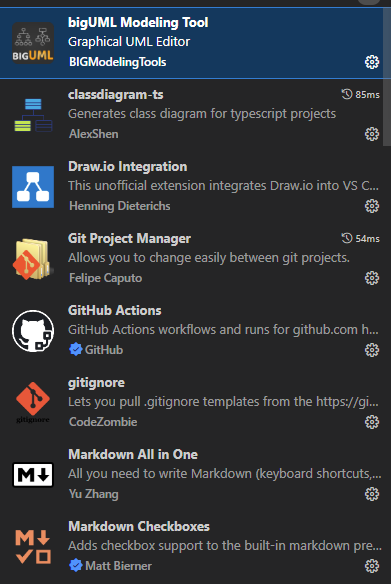 bigUML Modeling Tool
Graphical UML Editor
BIGModelingTools
BIGUML
classdiagram-ts 85ms
Generates class diagram for typescript projects
AlexShen
Draw.io Integration
This unofficial extension integrates Draw.io into VS C...
Henning Dieterichs
Git Project Manager 54ms
Allows you to change easily between git projects.
Felipe Caputo
GitHub Actions
GitHub Actions workflows and runs for github.com h...
GitHub
gitignore
Lets you pull .gitignore templates from the https://gi...
gitignore
CodeZombie
Markdown All in One
All you need to write Markdown (keyboard shortcuts,...
M
Yu Zhang
Markdown Checkboxes
Adds checkbox support to the built-in markdown pre...
M
Matt Bierner